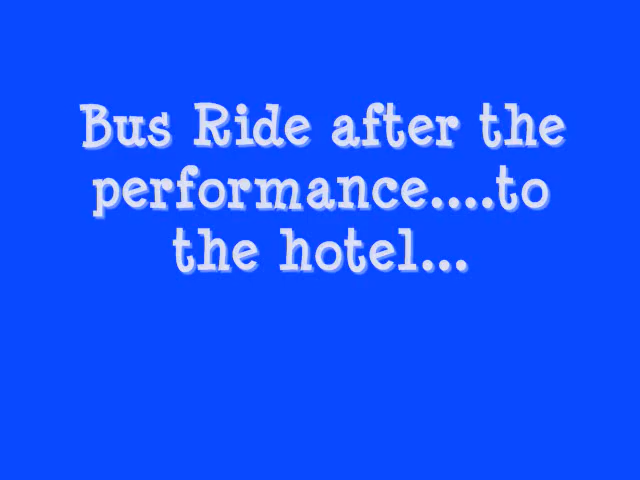 Bus Ride after the
performance....to
the hotel...